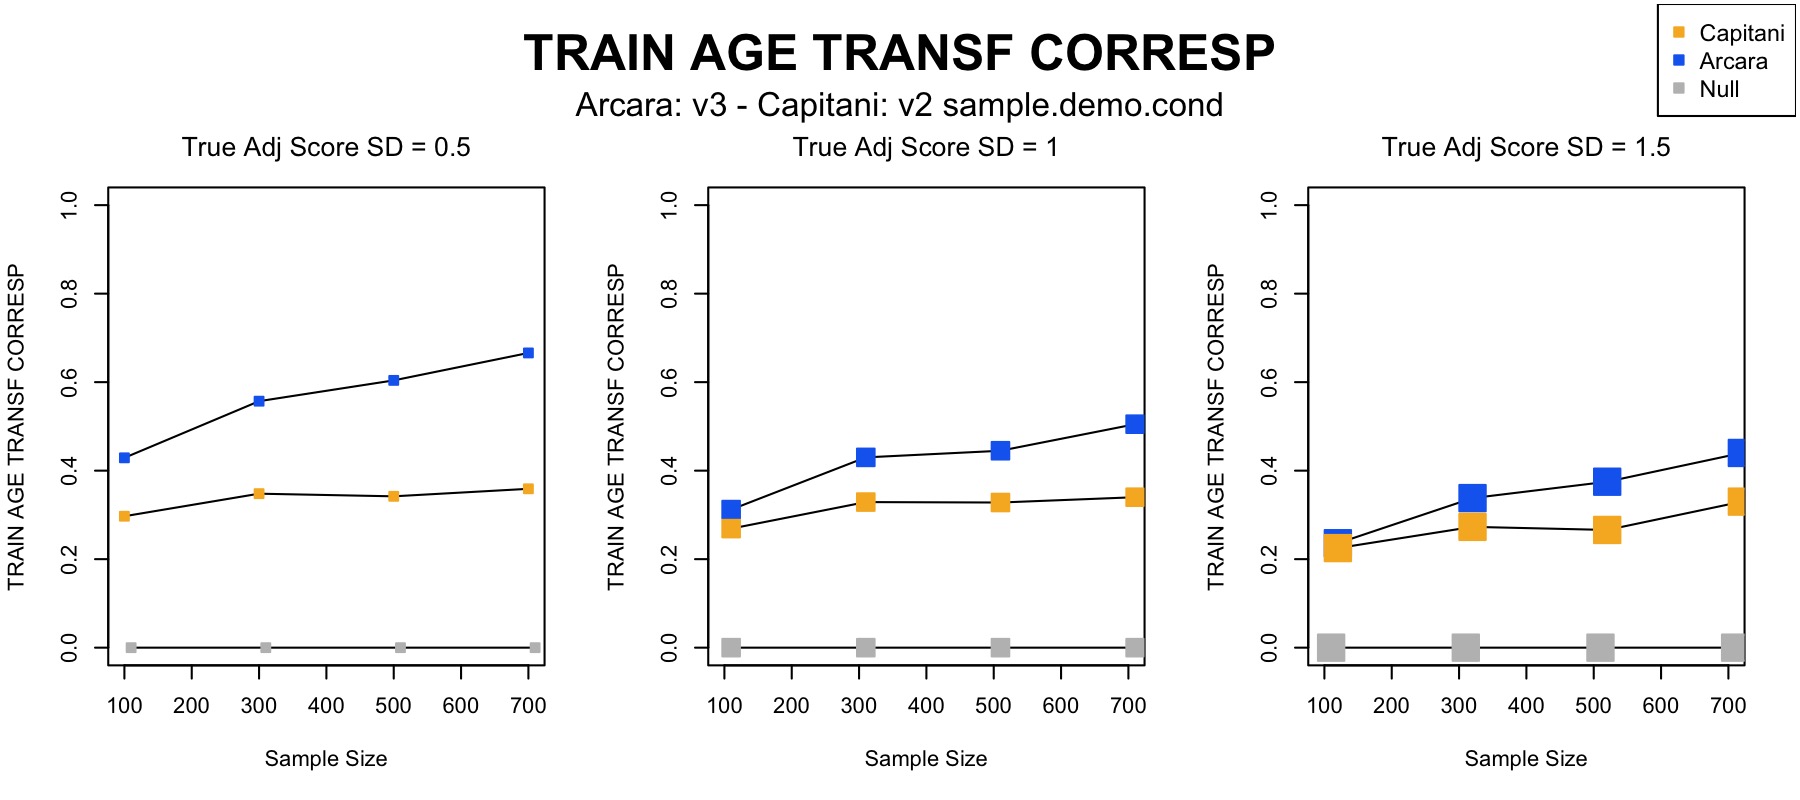 TRAIN AGE TRANSF CORRESP
Arcara: v3 - Capitani: v2 sample.demo.cond
Capitani
Arcara
Null
True Adj Score SD = 0.5
TRAIN AGE TRANSF CORRESP
1.0
0.8
0.6
0.4
0.2
0.0
100 200 300 400 500 600 700
Sample Size
True Adj Score SD = 1
TRAIN AGE TRANSF CORRESP
1.0
0.8
0.6
0.4
0.2
0.0
100 200 300 400 500 600 700
Sample Size
True Adj Score SD = 1.5
TRAIN AGE TRANSF CORRESP
1.0
0.8
0.6
0.4
0.2
0.0
100 200 300 400 500 600 700
Sample Size